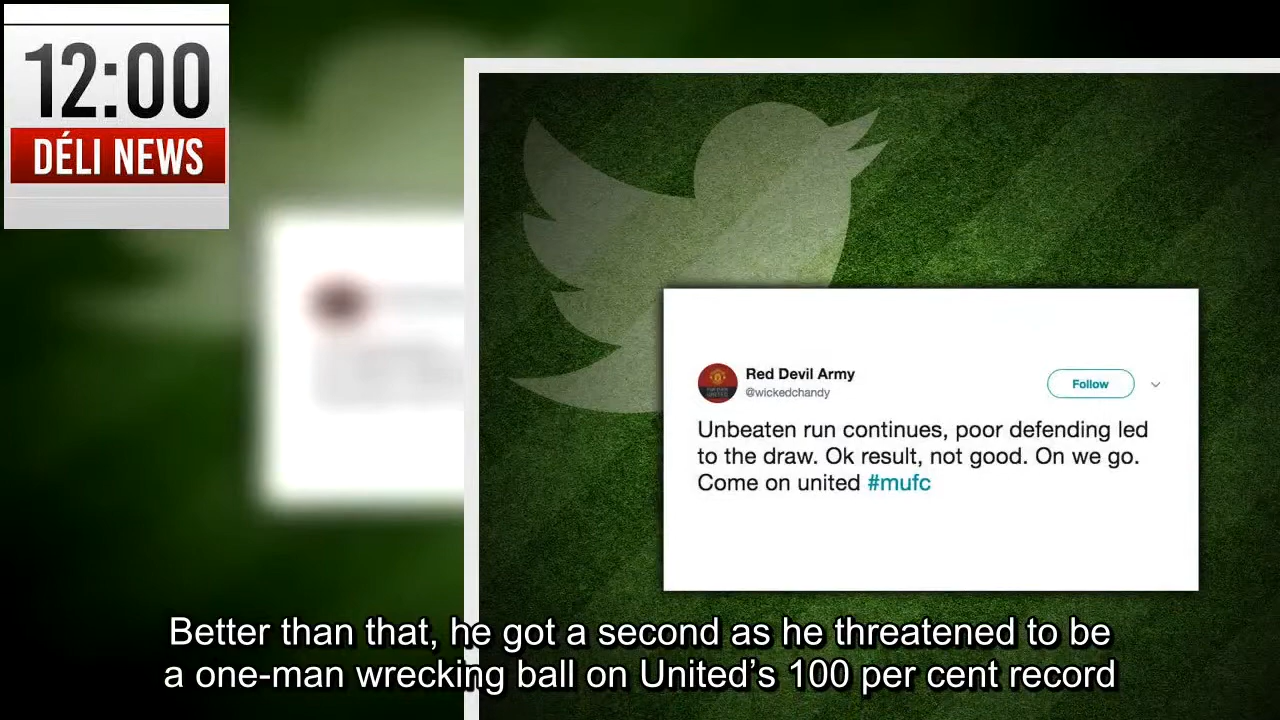 12:00
DÉLI NEWS
Red Devil Army
@wickedchandy
Follow
Unbeaten run continues, poor defending led
to the draw. Ok result, not good. On we go.
Come on united #mufc
Better than that, he got a second as he threatened to be
a one-man wrecking ball on United’s 100 per cent record